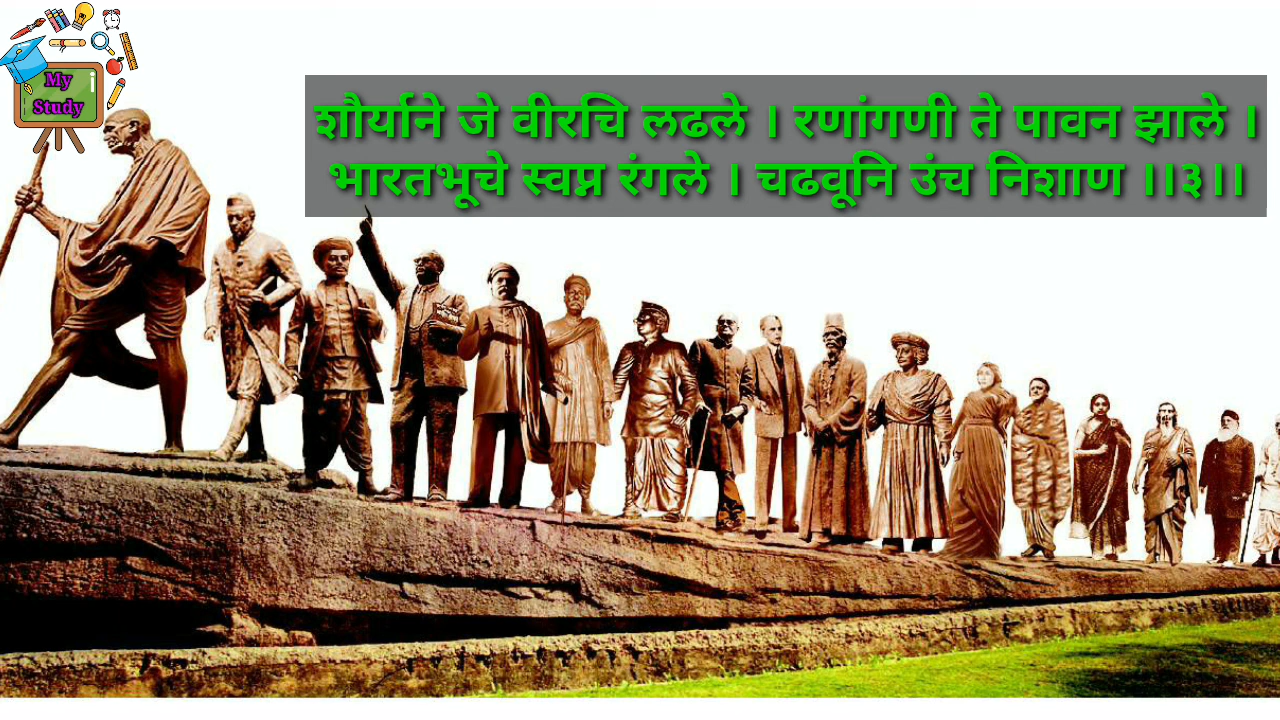 My
Study
शौर्याने जे वीरचि लढले । रणांगणी ते पावन झाले ।
भारतभूचे स्वप्न रंगले । चढवूनि उंच निशाण ।।३।।